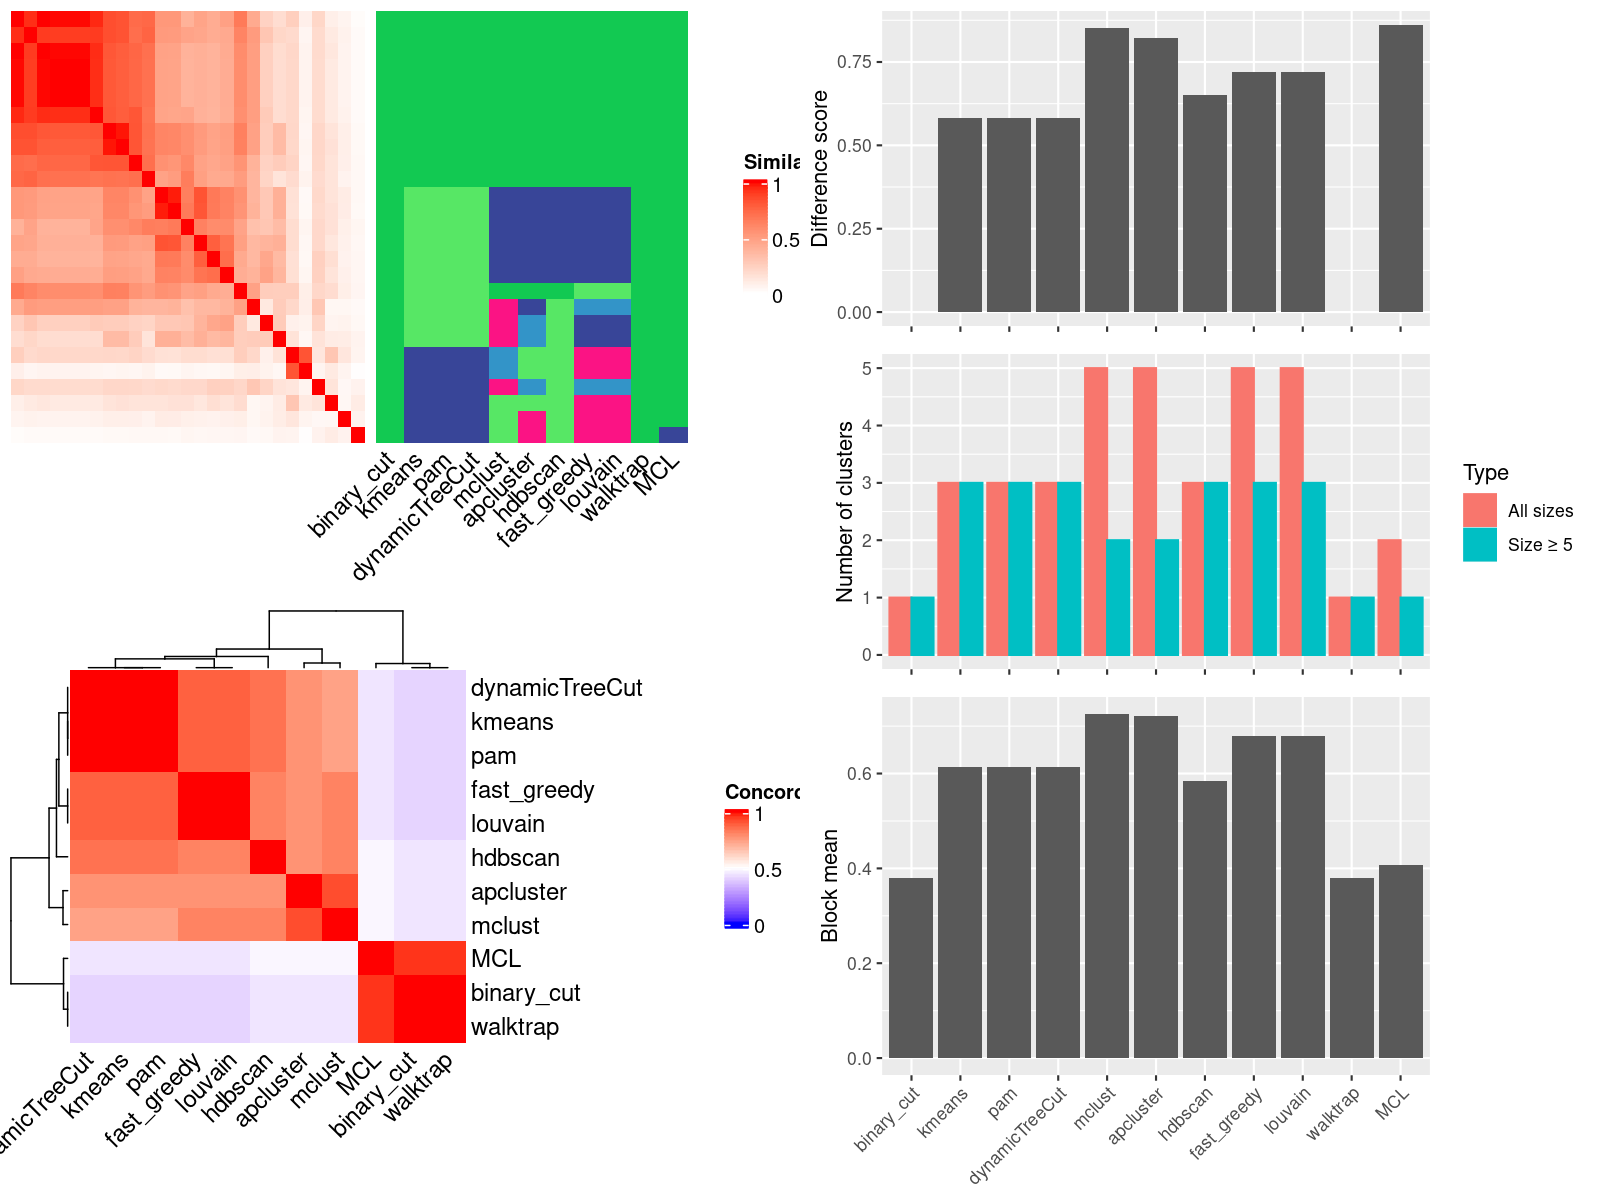 Simila
1
0.5
0
binary_cut
kmeans
pam
dynamicTreeCut
mclust
apcluster
hdbscan
fast_greedy
louvain
walktrap
MCL
dynamicTreeCut
kmeans
pam
fast_greedy
louvain
hdbscan
apcluster
mclust
MCL
binary_cut
walktrap
amicTreeCut
kmeans
pam
fast_greedy
louvain
hdbscan
apcluster
mclust
MCL
binary_cut
walktrap
Concord
1
0.5
0
Difference score
0.75
0.50
0.25
0.00
Number of clusters
5
4
3
2
1
0
Type
All sizes
Size ≥ 5
Block mean
0.6
0.4
0.2
0.0
binary_cut
kmeans
pam
dynamicTreeCut
mclust
apcluster
hdbscan
fast_greedy
louvain
walktrap
MCL